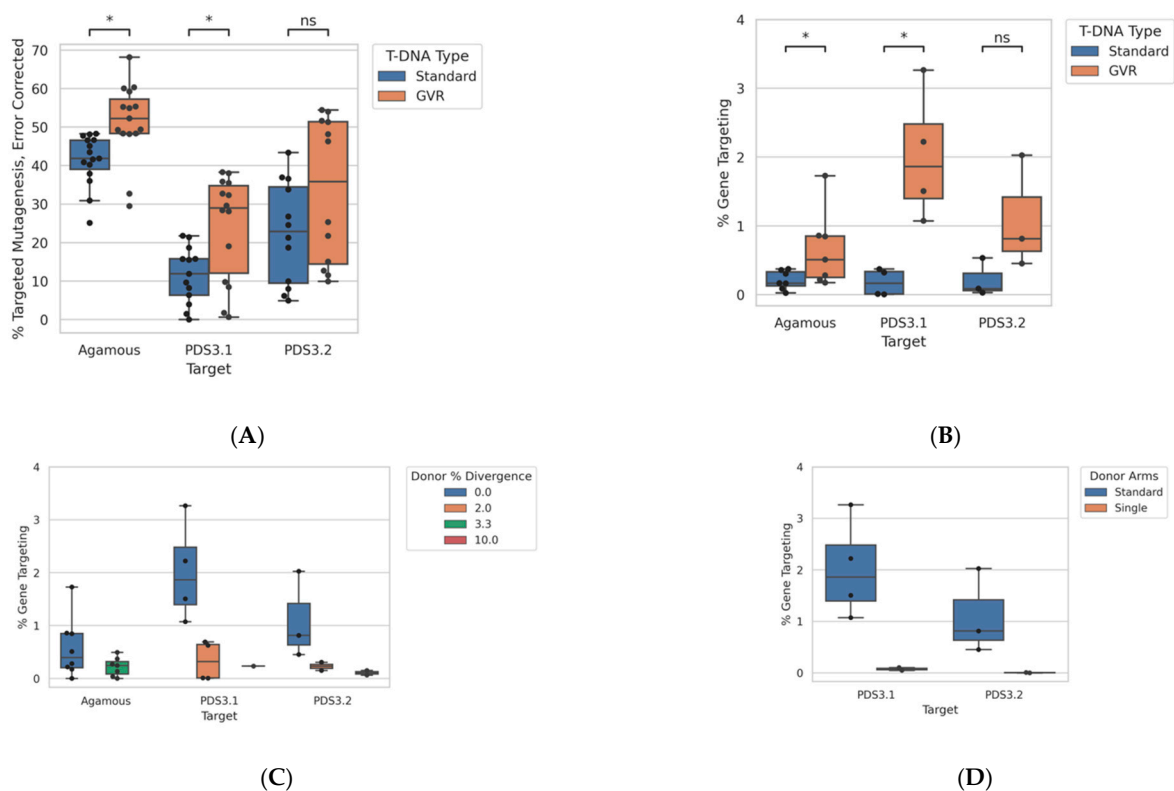 * * ns
70
60
50
40
30
20
10
0
% Targeted Mutagenesis, Error Corrected
T-DNA Type
Standard
GVR
Agamous PDS3.1 PDS3.2
Target
(A)
* * ns
3
2
1
0
% Gene Targeting
T-DNA Type
Standard
GVR
Agamous PDS3.1 PDS3.2
Target
(B)
4
3
2
1
0
% Gene Targeting
Donor % Divergence
0.0
2.0
3.3
10.0
Agamous PDS3.1 PDS3.2
Target
(C)
4
3
2
1
0
% Gene Targeting
Donor Arms
Standard
Single
PDS3.1 PDS3.2
Target
(D)